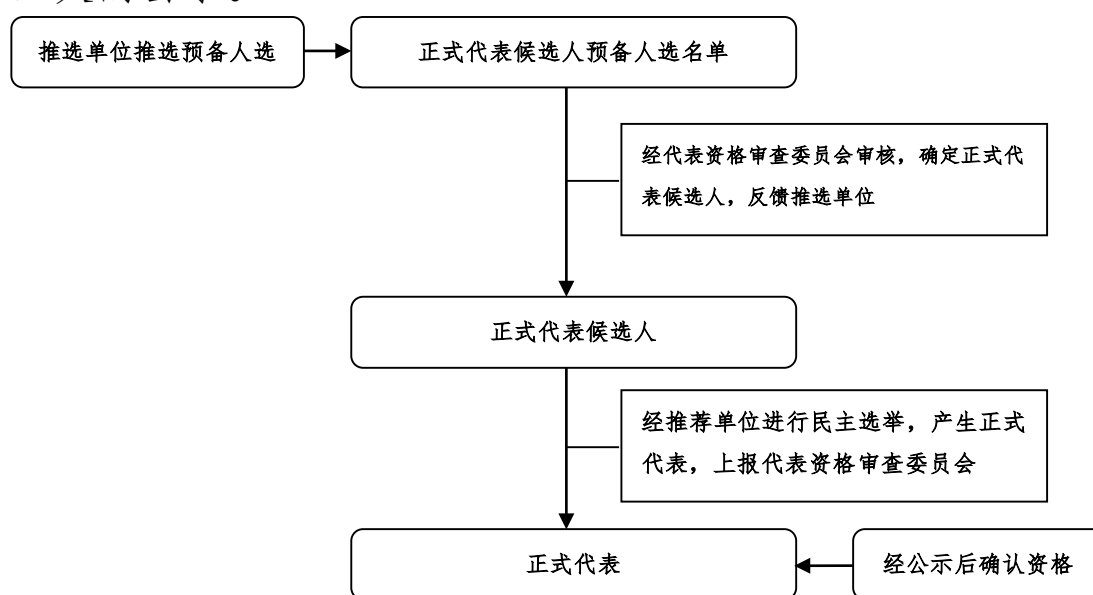 推选单位推选预备人选
正式代表候选人预备人选名单
经代表资格审查委员会审核，确定正式代
表候选人，反馈推选单位
正式代表候选人
经推荐单位进行民主选举，产生正式
代表，上报代表资格审查委员会
正式代表
经公示后确认资格